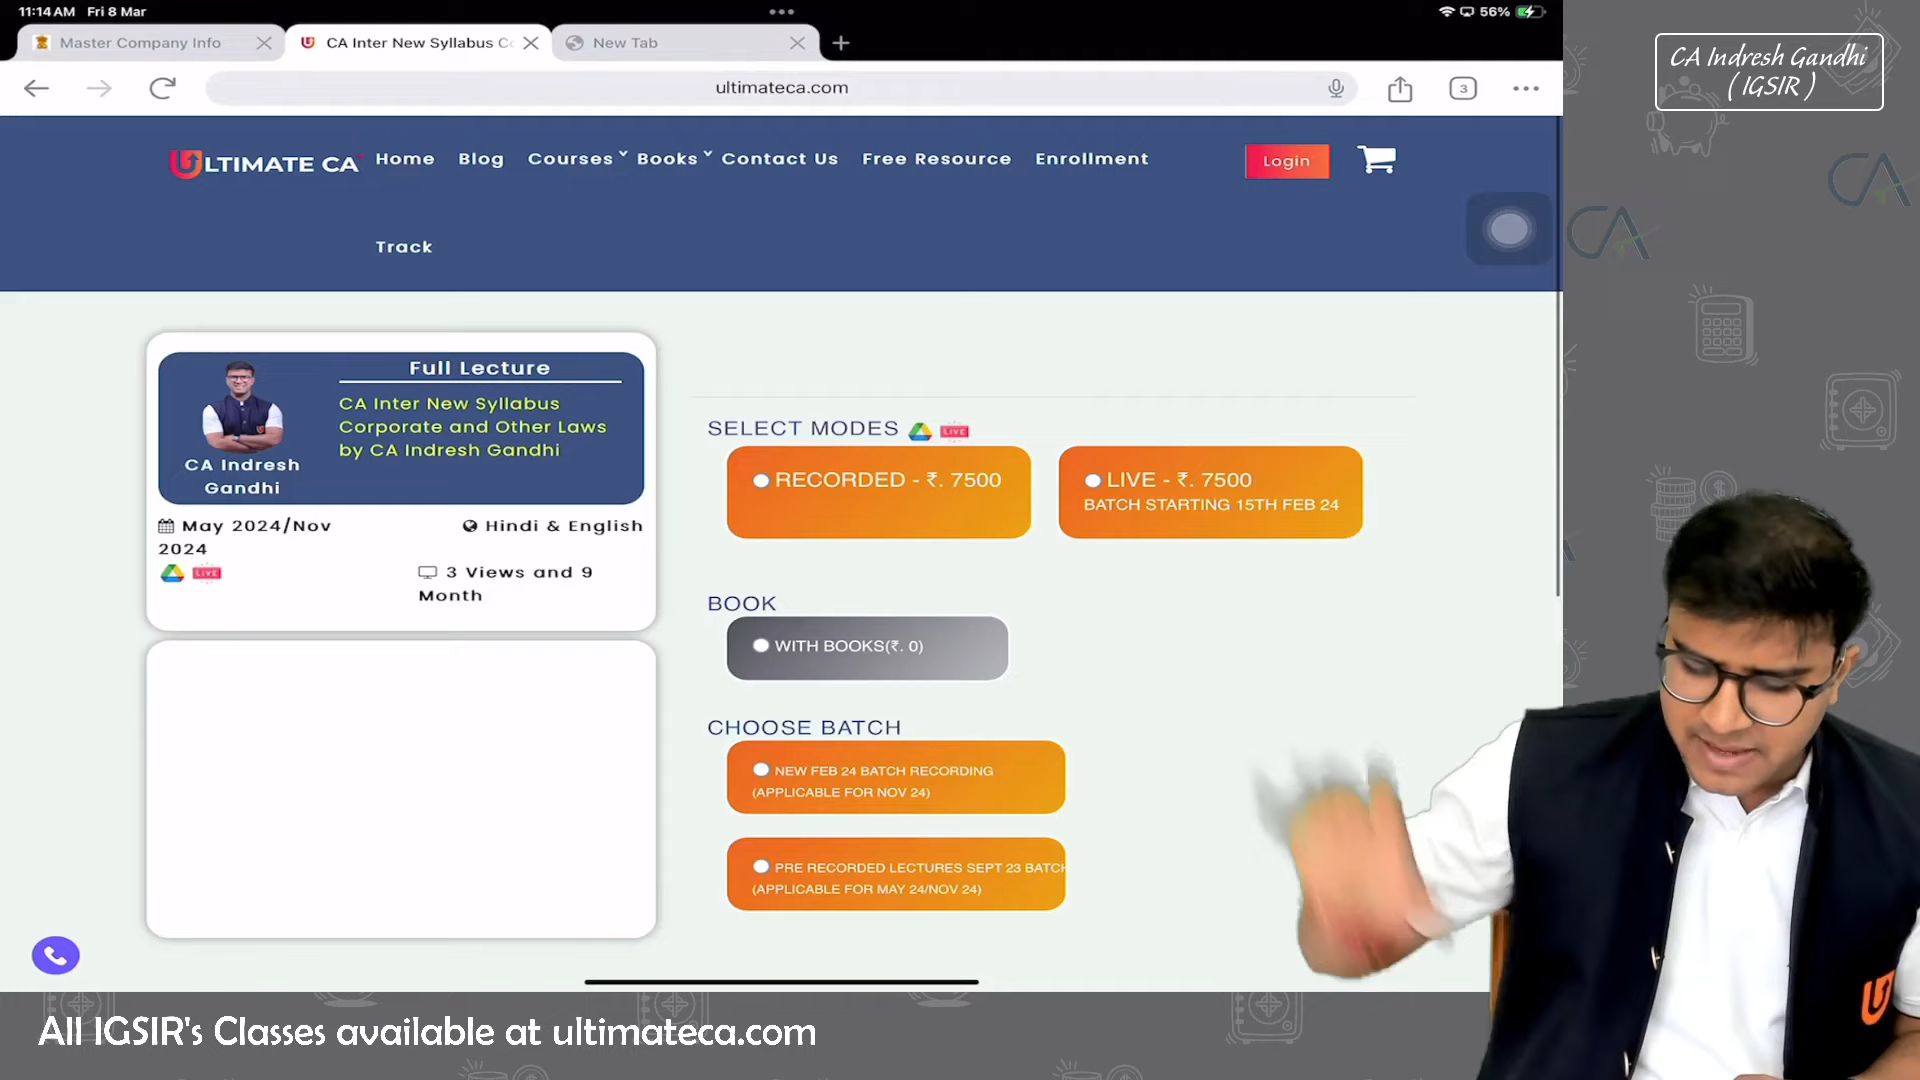 11:14 AM Fri 8 Mar
56%
Master Company Info
CA Inter New Syllabus Co
New Tab
ultimateca.com
3
CA Indresh Gandhi
( IGSIR )
ULTIMATE CA
Home
Blog
Courses
Books
Contact Us
Free Resource
Enrollment
Login
Track
Full Lecture
CA Inter New Syllabus
Corporate and Other Laws
by CA Indresh Gandhi
CA Indresh
Gandhi
May 2024/Nov
2024
Hindi & English
LIVE
3 Views and 9
Month
SELECT MODES
LIVE
RECORDED - ₹. 7500
LIVE - ₹. 7500
BATCH STARTING 15TH FEB 24
BOOK
WITH BOOKS(₹. 0)
CHOOSE BATCH
NEW FEB 24 BATCH RECORDING
(APPLICABLE FOR NOV 24)
PRE RECORDED LECTURES SEPT 23 BATCH
(APPLICABLE FOR MAY 24/NOV 24)
CA
CA
All IGSIR's Classes available at ultimateca.com